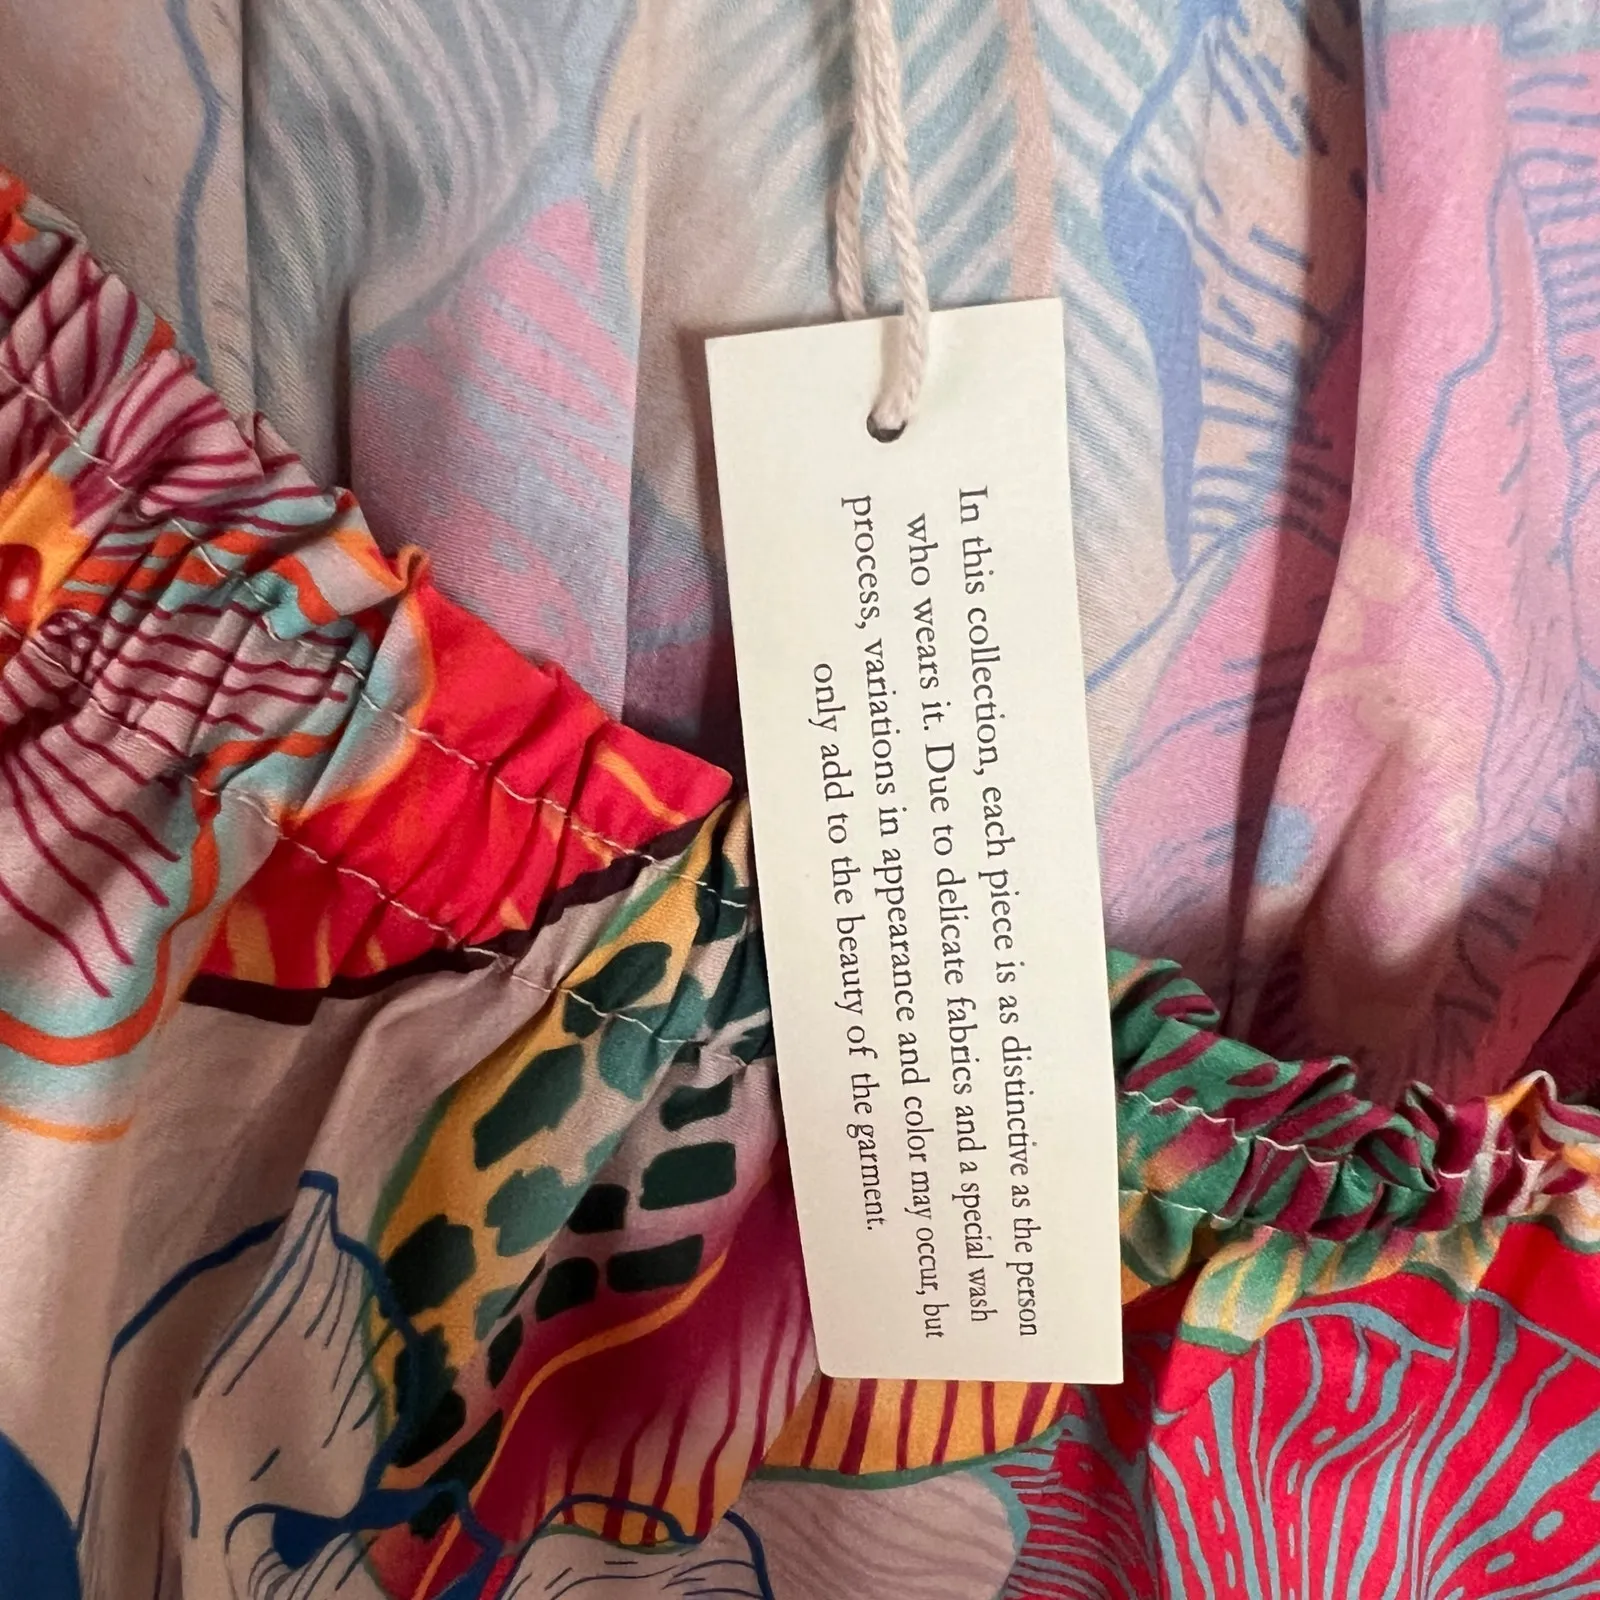 In this collection, each piece is as distinctive as the person
who wears it. Due to delicate fabrics and a special wash
process, variations in appearance and color may occur, but
only add to the beauty of the garment.